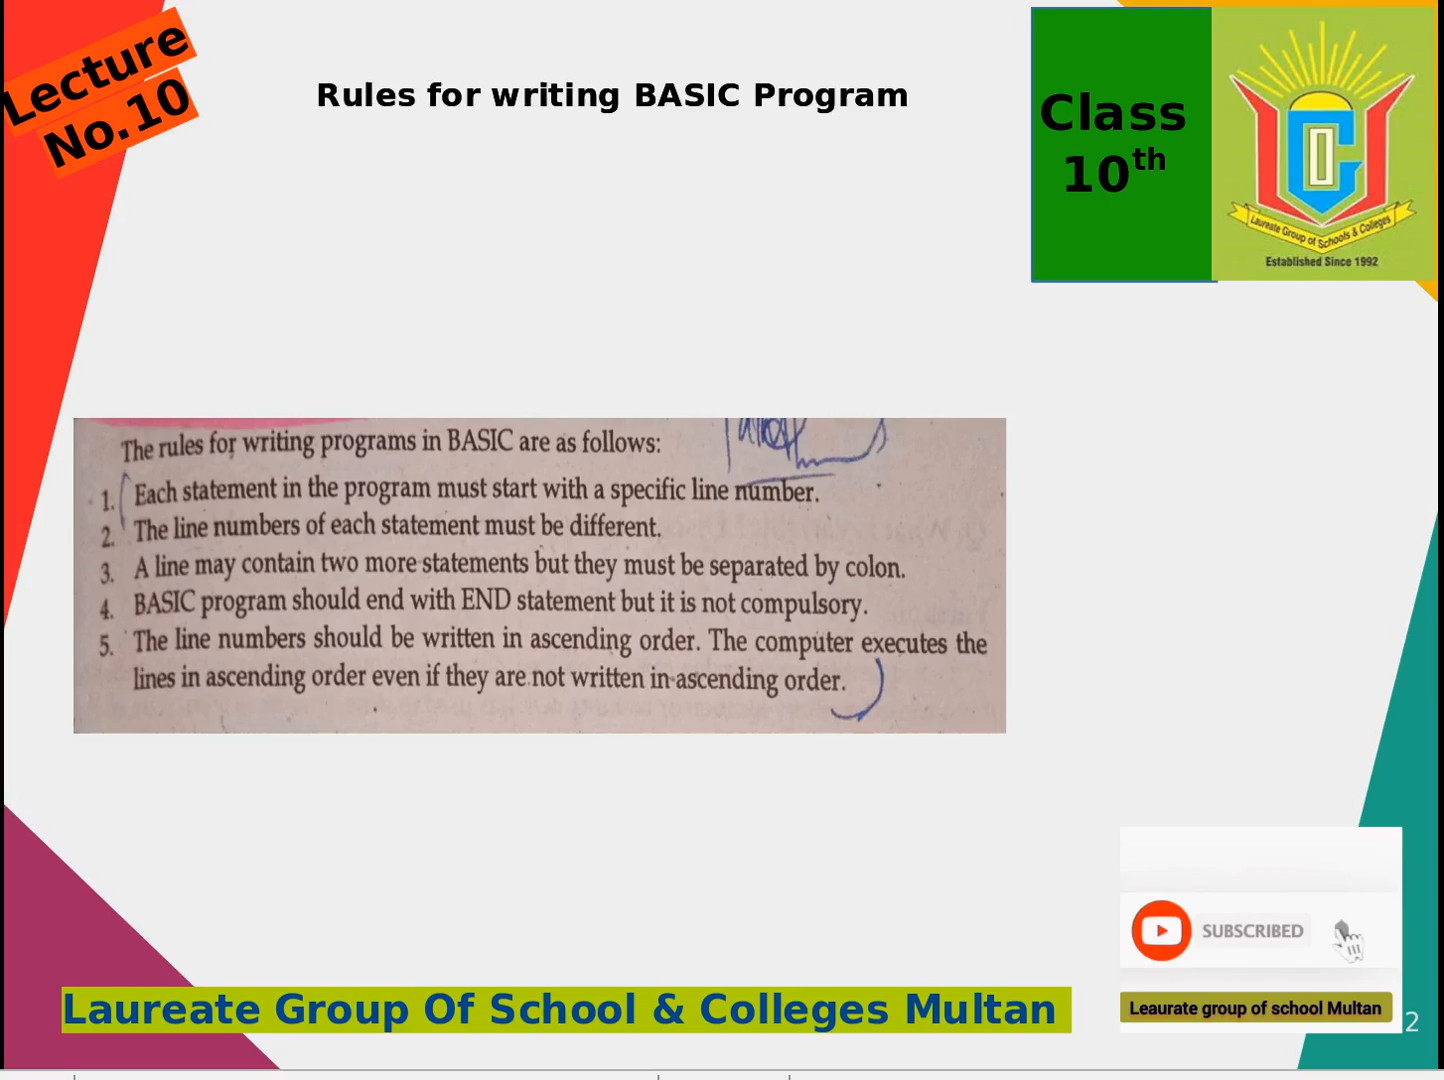 Lecture
No.10
Rules for writing BASIC Program
Class
10th
Laureate Group of Schools & Colleges
Established Since 1992
The rules for writing programs in BASIC are as follows:
1. Each statement in the program must start with a specific line number.
2. The line numbers of each statement must be different.
3. A line may contain two more statements but they must be separated by colon.
4. BASIC program should end with END statement but it is not compulsory.
5. The line numbers should be written in ascending order. The computer executes the
lines in ascending order even if they are not written in ascending order.
SUBSCRIBED
Leaurate group of school Multan
Laureate Group Of School & Colleges Multan
2